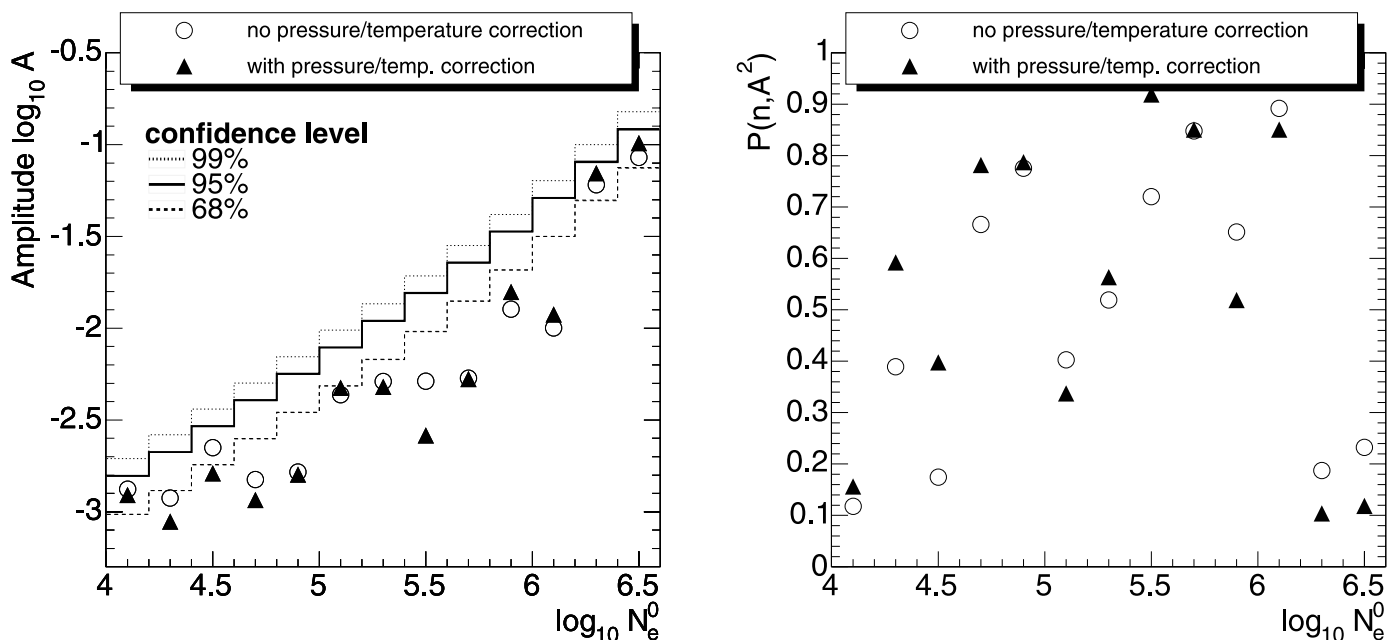 no pressure/temperature correction
with pressure/temp. correction
Amplitude log10 A
-0.5
-1
-1.5
-2
-2.5
-3
confidence level
99%
95%
68%
4 4.5 5 5.5 6 6.5
log10 Ne0
no pressure/temperature correction
with pressure/temp. correction
P(n,A2)
1
0.9
0.8
0.7
0.6
0.5
0.4
0.3
0.2
0.1
0
4 4.5 5 5.5 6 6.5
log10 Ne0